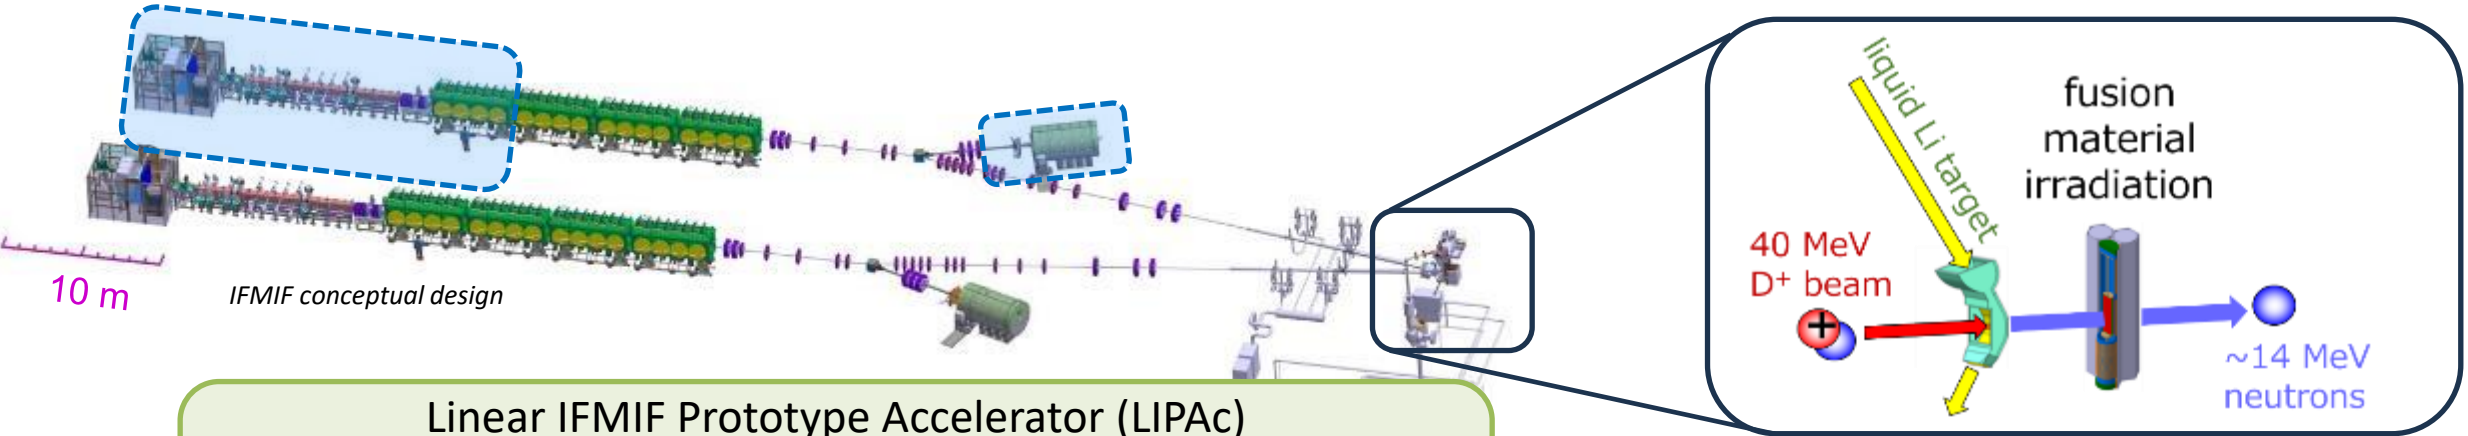 10 m
IFMIF conceptual design
Linear IFMIF Prototype Accelerator (LIPAc)
liquid Li target
fusion
material
irradiation
40 MeV
D⁺ beam
+
~14 MeV
neutrons